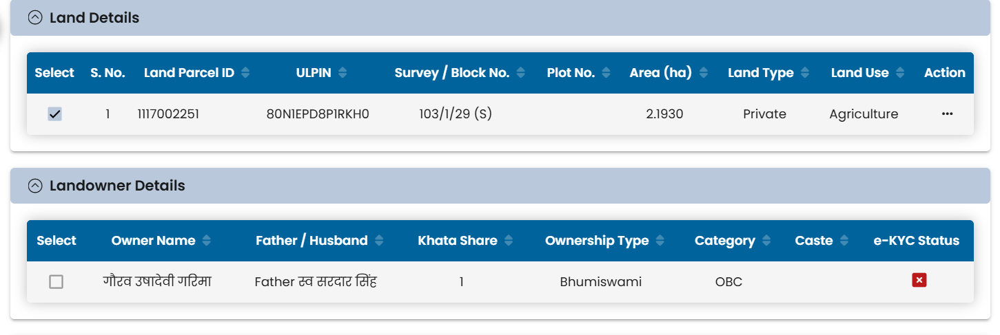 Land Details
Select S. No. Land Parcel ID ULPIN Survey / Block No. Plot No. Area (ha) Land Type Land Use Action
1 1117002251 80N1EPD8P1RKH0 103/1/29 (S) 2.1930 Private Agriculture ...
Landowner Details
Select Owner Name Father / Husband Khata Share Ownership Type Category Caste e-KYC Status
गौरव उषादेवी गरिमा Father स्व सरदार सिंह 1 Bhumiswami OBC